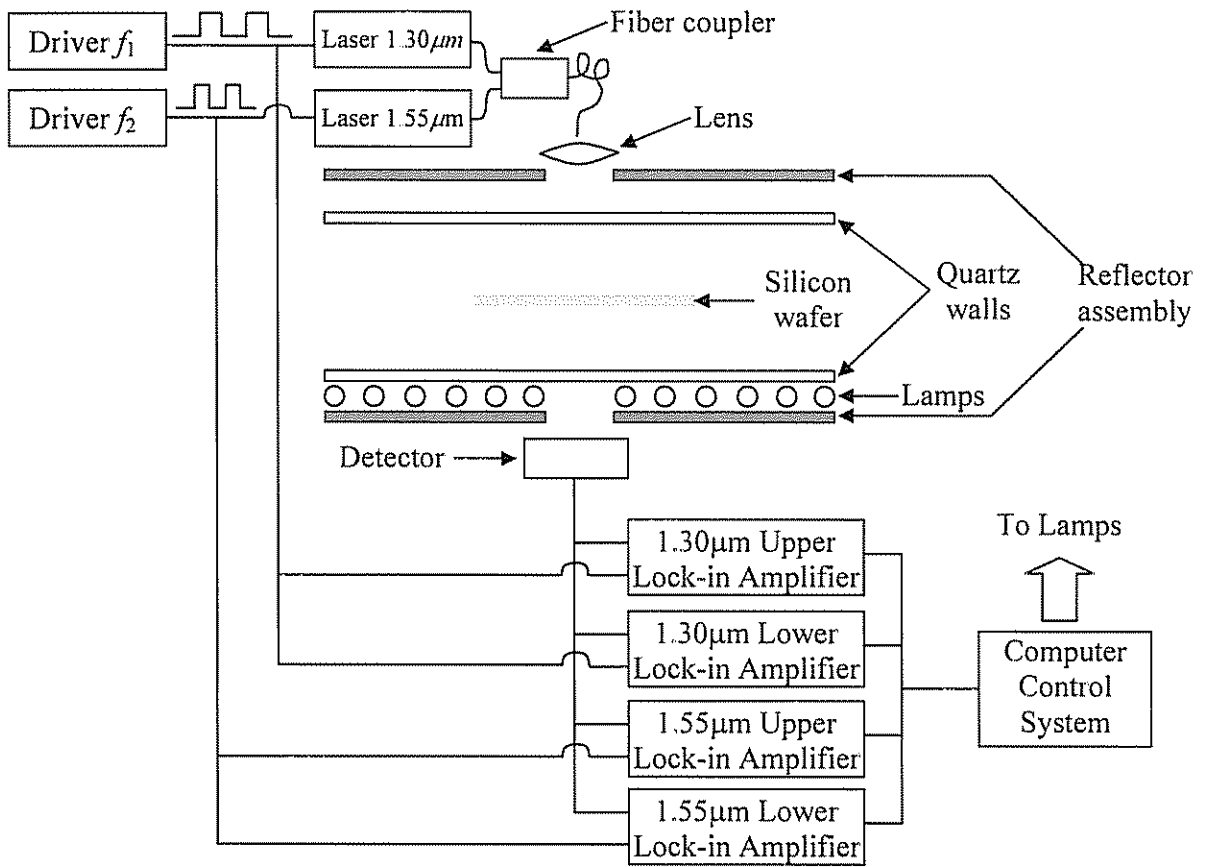 Driver f₁
Laser 1.30μm
Fiber coupler
Driver f₂
Laser 1.55μm
Lens
Silicon
wafer
Quartz
walls
Reflector
assembly
Lamps
Detector
1.30μm Upper
Lock-in Amplifier
To Lamps
1.30μm Lower
Lock-in Amplifier
Computer
Control
System
1.55μm Upper
Lock-in Amplifier
1.55μm Lower
Lock-in Amplifier